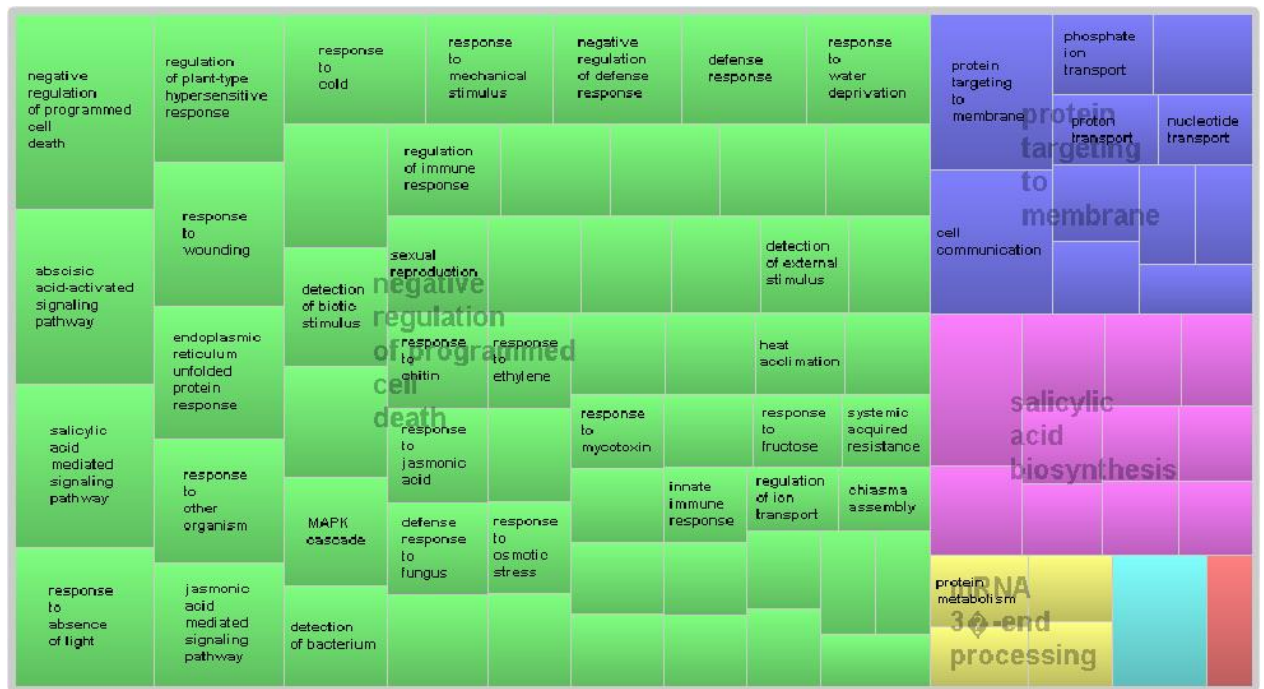 negative
regulation
of programmed
cell
death
regulation
of plant-type
hypersensitive
response
response
to
cold
response
to
mechanical
stimulus
negative
regulation
of defense
response
defense
response
response
to
water
deprivation
regulation
of immune
response
response
to
wounding
abscisic
acid-activated
signaling
pathway
detection
of biotic
stimulus
sexual
reproduction
detection
of external
stimulus
endoplasmic
reticulum
unfolded
protein
response
response
to
chitin
response
to
ethylene
heat
acclimation
negative
regulation
of programmed
cell
death
salicylic
acid
mediated
signaling
pathway
response
to
jasmonic
acid
response
to
mycotoxin
response
to
fructose
systemic
acquired
resistance
response
to
other
organism
MAPK
cascade
defense
response
to
fungus
response
to
osmotic
stress
innate
immune
response
regulation
of ion
transport
chiasma
assembly
response
to
absence
of light
jasmonic
acid
mediated
signaling
pathway
detection
of bacterium
protein
targeting
to
membrane
phosphate
ion
transport
proton
transport
nucleotide
transport
cell
communication
protein
targeting
to
membrane
salicylic
acid
biosynthesis
protein
metabolism
mRNA
3�-end
processing